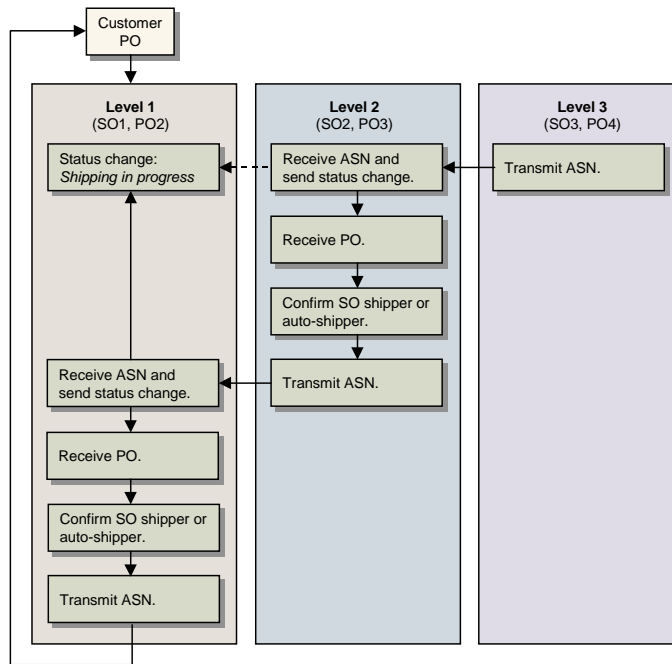 Customer
PO
Level 1
(SO1, PO2)
Status change:
Shipping in progress
Receive ASN and
send status change.
Receive PO.
Confirm SO shipper or
auto-shipper.
Transmit ASN.
Level 2
(SO2, PO3)
Receive ASN and
send status change.
Receive PO.
Confirm SO shipper or
auto-shipper.
Transmit ASN.
Level 3
(SO3, PO4)
Transmit ASN.